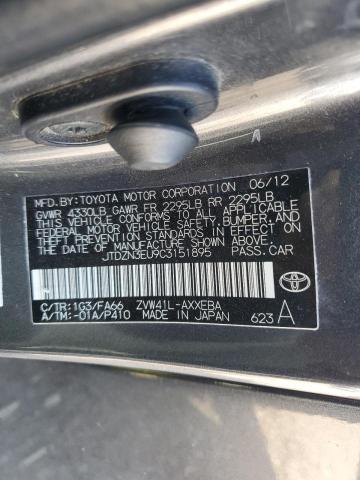 MFD.BY:TOYOTA MOTOR CORPORATION 06/12
GVWR 4330LB GAWR FR 2295LB RR 2295LB
THIS VEHICLE CONFORMS TO ALL APPLICABLE
FEDERAL MOTOR VEHICLE SAFETY, BUMPER, AND
THEFT PREVENTION STANDARDS IN EFFECT ON
THE DATE OF MANUFACTURE SHOWN ABOVE.
JTDZN3EU9C3151895 PASS.CAR
C/TR:1G3/FA66 ZVW41L-AXXEBA
A/TM:-01A/P410 MADE IN JAPAN 623 A